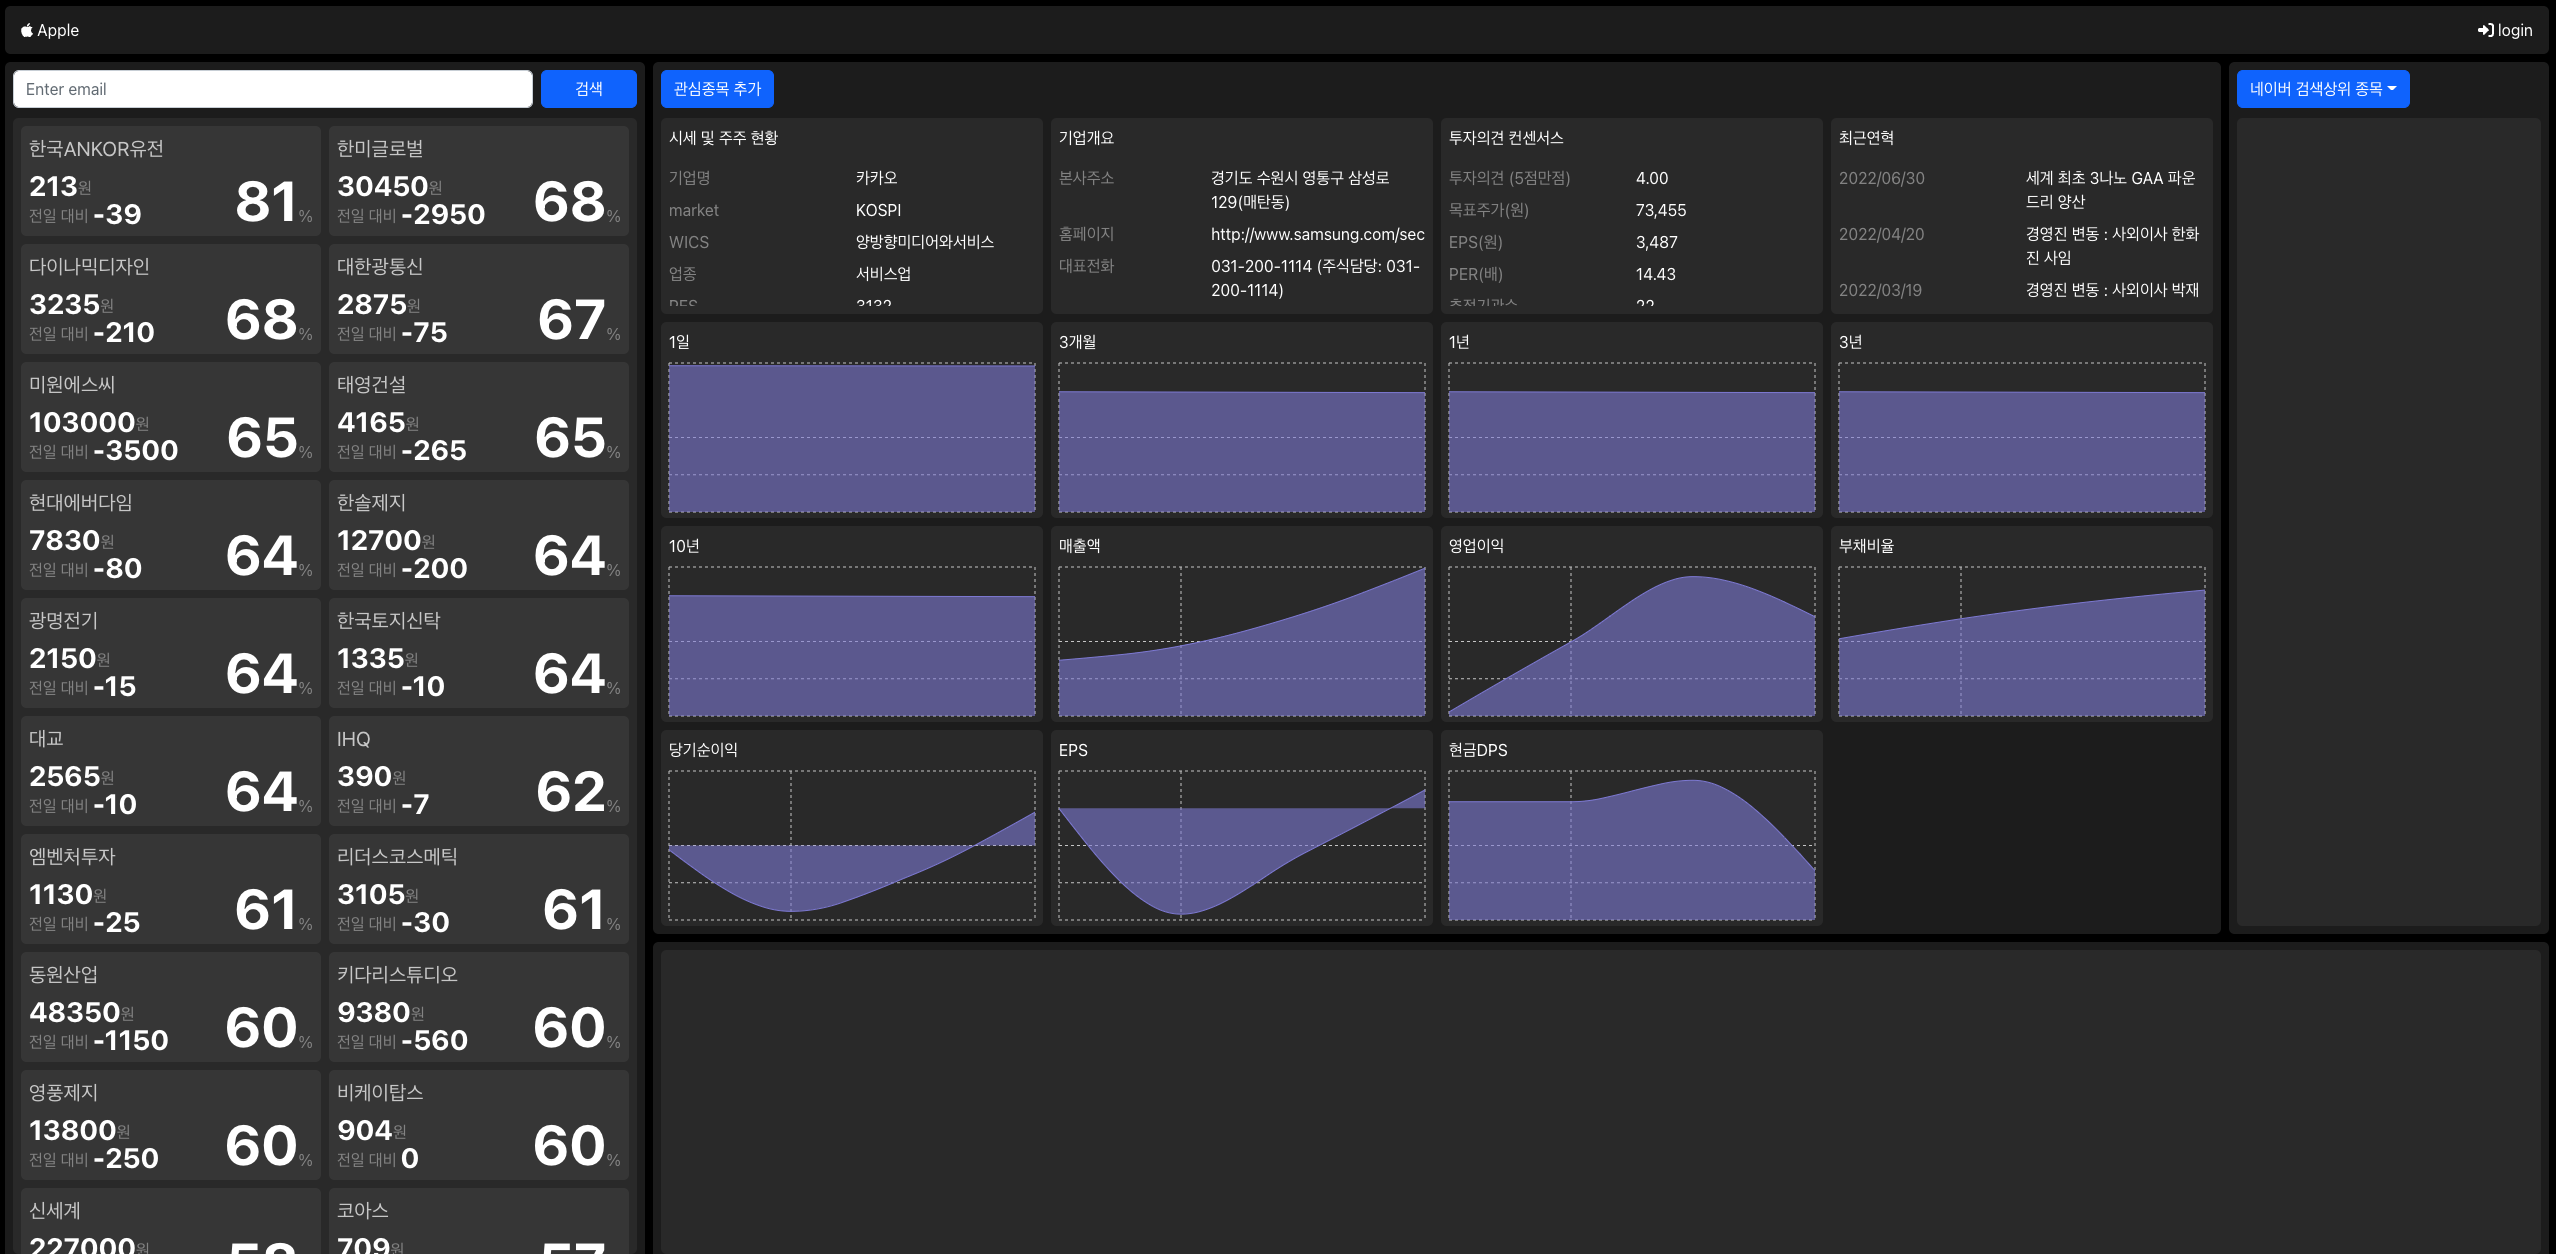 Apple
login
Enter email
검색
한국ANKOR유전
213원
전일 대비 -39
81%
한미글로벌
30450원
전일 대비 -2950
68%
다이나믹디자인
3235원
전일 대비 -210
68%
대한광통신
2875원
전일 대비 -75
67%
미원에스씨
103000원
전일 대비 -3500
65%
태영건설
4165원
전일 대비 -265
65%
현대에버다임
7830원
전일 대비 -80
64%
한솔제지
12700원
전일 대비 -200
64%
광명전기
2150원
전일 대비 -15
64%
한국토지신탁
1335원
전일 대비 -10
64%
대교
2565원
전일 대비 -10
64%
IHQ
390원
전일 대비 -7
62%
엠벤처투자
1130원
전일 대비 -25
61%
리더스코스메틱
3105원
전일 대비 -30
61%
동원산업
48350원
전일 대비 -1150
60%
키다리스튜디오
9380원
전일 대비 -560
60%
영풍제지
13800원
전일 대비 -250
60%
비케이탑스
904원
전일 대비 0
60%
신세계
227000원
58
코아스
709원
57
관심종목 추가
시세 및 주주 현황
기업명 카카오
market KOSPI
WICS 양방향미디어와서비스
업종 서비스업
PES 3132
기업개요
본사주소 경기도 수원시 영통구 삼성로
129(매탄동)
홈페이지 http://www.samsung.com/sec
대표전화 031-200-1114 (주식담당: 031-
200-1114)
투자의견 컨센서스
투자의견 (5점만점) 4.00
목표주가(원) 73,455
EPS(원) 3,487
PER(배) 14.43
추정기관수 22
최근연혁
2022/06/30 세계 최초 3나노 GAA 파운
드리 양산
2022/04/20 경영진 변동 : 사외이사 한화
진 사임
2022/03/19 경영진 변동 : 사외이사 박재
1일
3개월
1년
3년
10년
매출액
영업이익
부채비율
당기순이익
EPS
현금DPS
네이버 검색상위 종목